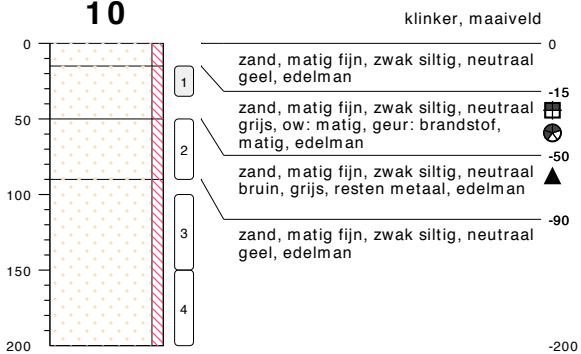 10
klinker, maaiveld
0
0
zand, matig fijn, zwak siltig, neutraal
geel, edelman
-15
1
zand, matig fijn, zwak siltig, neutraal
grijs, ow: matig, geur: brandstof,
matig, edelman
50
-50
2
zand, matig fijn, zwak siltig, neutraal
bruin, grijs, resten metaal, edelman
100
-90
3
zand, matig fijn, zwak siltig, neutraal
geel, edelman
150
4
200
-200